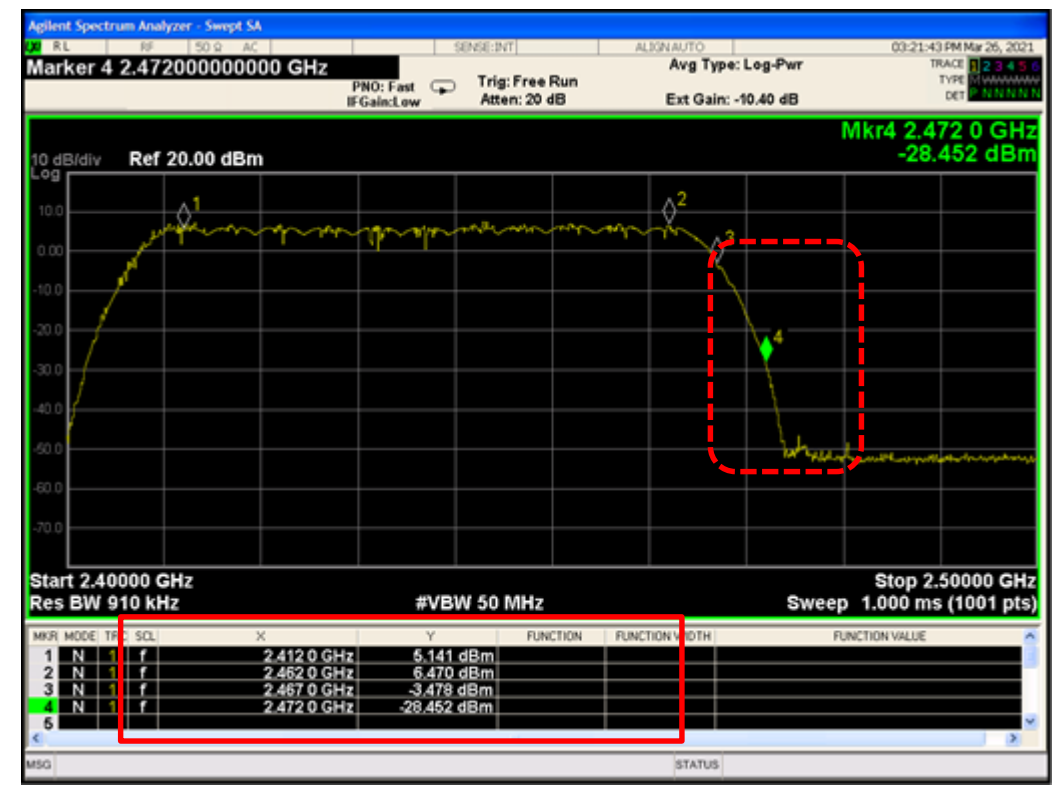 Agilent Spectrum Analyzer - Swept SA
RL RF 50 Ω AC SENSE:INT ALIGN AUTO 03:21:43 PM Mar 26, 2021
Marker 4 2.472000000000 GHz Avg Type: Log-Pwr TRACE 1 2 3 4 5 6
PNO: Fast Trig: Free Run TYPE M WWWWW
IFGain:Low Atten: 20 dB Ext Gain: -10.40 dB DET P N N N N N
Mkr4 2.472 0 GHz
10 dB/div Ref 20.00 dBm -28.452 dBm
Log
10.0
1
2
3
0.00
-10.0
-20.0
4
-30.0
-40.0
-50.0
-60.0
-70.0
Start 2.40000 GHz Stop 2.50000 GHz
Res BW 910 kHz #VBW 50 MHz Sweep 1.000 ms (1001 pts)
MKR MODE TRC SCL X Y FUNCTION FUNCTION WIDTH FUNCTION VALUE
1 N 1 f 2.412 0 GHz 5.141 dBm
2 N 1 f 2.462 0 GHz 6.470 dBm
3 N 1 f 2.467 0 GHz -3.478 dBm
4 N 1 f 2.472 0 GHz -28.452 dBm
5
MSG STATUS